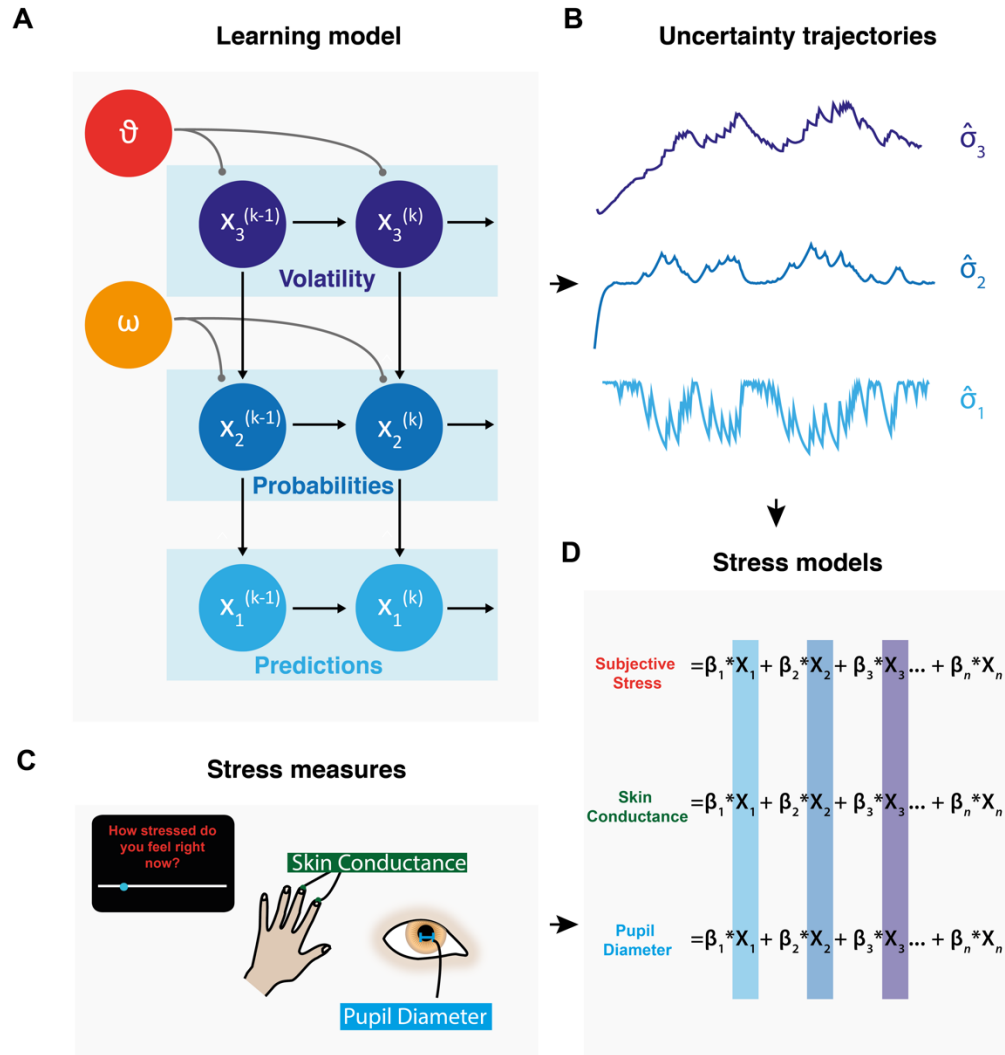 A
Learning model
ϑ
x₃⁽ᵏ⁻¹⁾
x₃⁽ᵏ⁾
Volatility
ω
x₂⁽ᵏ⁻¹⁾
x₂⁽ᵏ⁾
Probabilities
x₁⁽ᵏ⁻¹⁾
x₁⁽ᵏ⁾
Predictions
B
Uncertainty trajectories
σ̂₃
σ̂₂
σ̂₁
C
Stress measures
How stressed do
you feel right
now?
Skin Conductance
Pupil Diameter
D
Stress models
Subjective
Stress
=β₁*X₁ + β₂*X₂ + β₃*X₃... + βₙ*Xₙ
Skin
Conductance
=β₁*X₁ + β₂*X₂ + β₃*X₃... + βₙ*Xₙ
Pupil
Diameter
=β₁*X₁ + β₂*X₂ + β₃*X₃... + βₙ*Xₙ